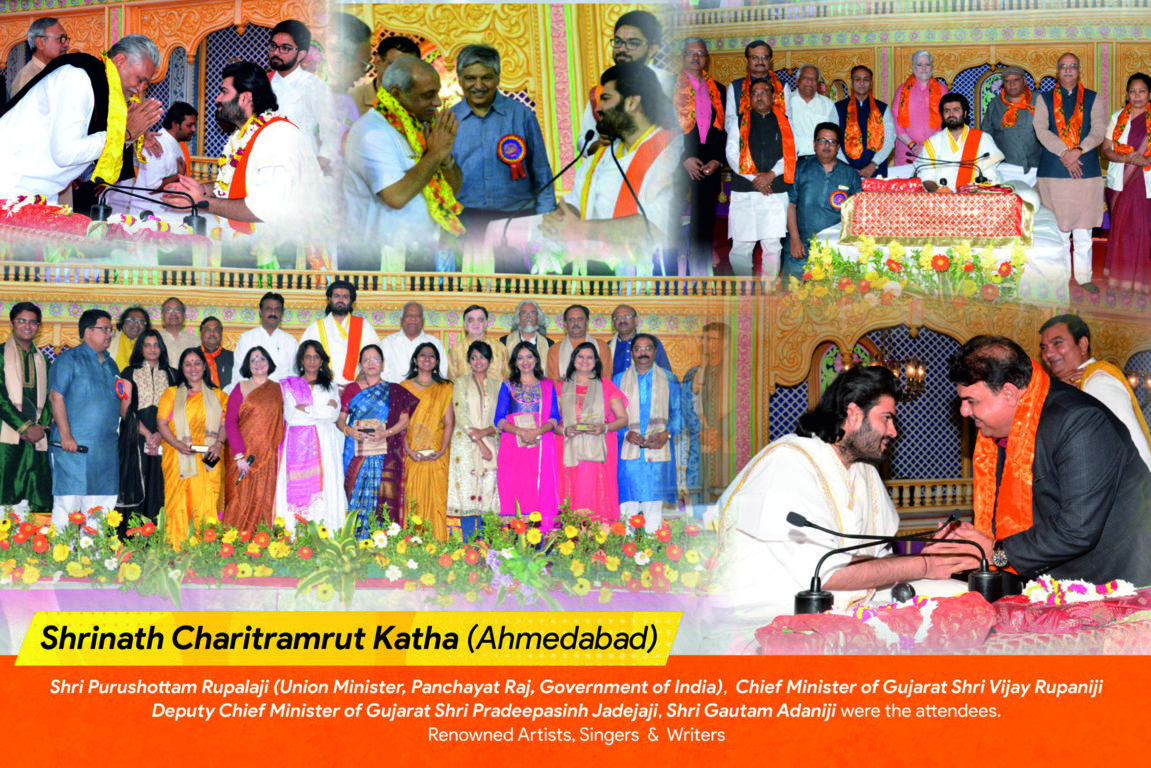 Shrinath Charitramrut Katha (Ahmedabad)
Shri Purushottam Rupalaji (Union Minister, Panchayat Raj, Government of India), Chief Minister of Gujarat Shri Vijay Rupaniji
Deputy Chief Minister of Gujarat Shri Pradeepasinh Jadejaji, Shri Gautam Adaniji were the attendees.
Renowned Artists, Singers & Writers